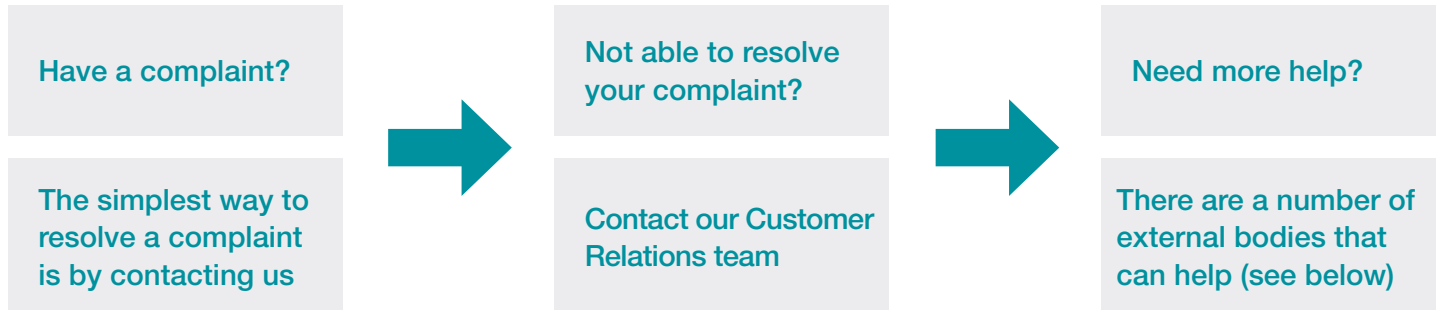 Have a complaint?
The simplest way to
resolve a complaint
is by contacting us
Not able to resolve
your complaint?
Contact our Customer
Relations team
Need more help?
There are a number of
external bodies that
can help (see below)